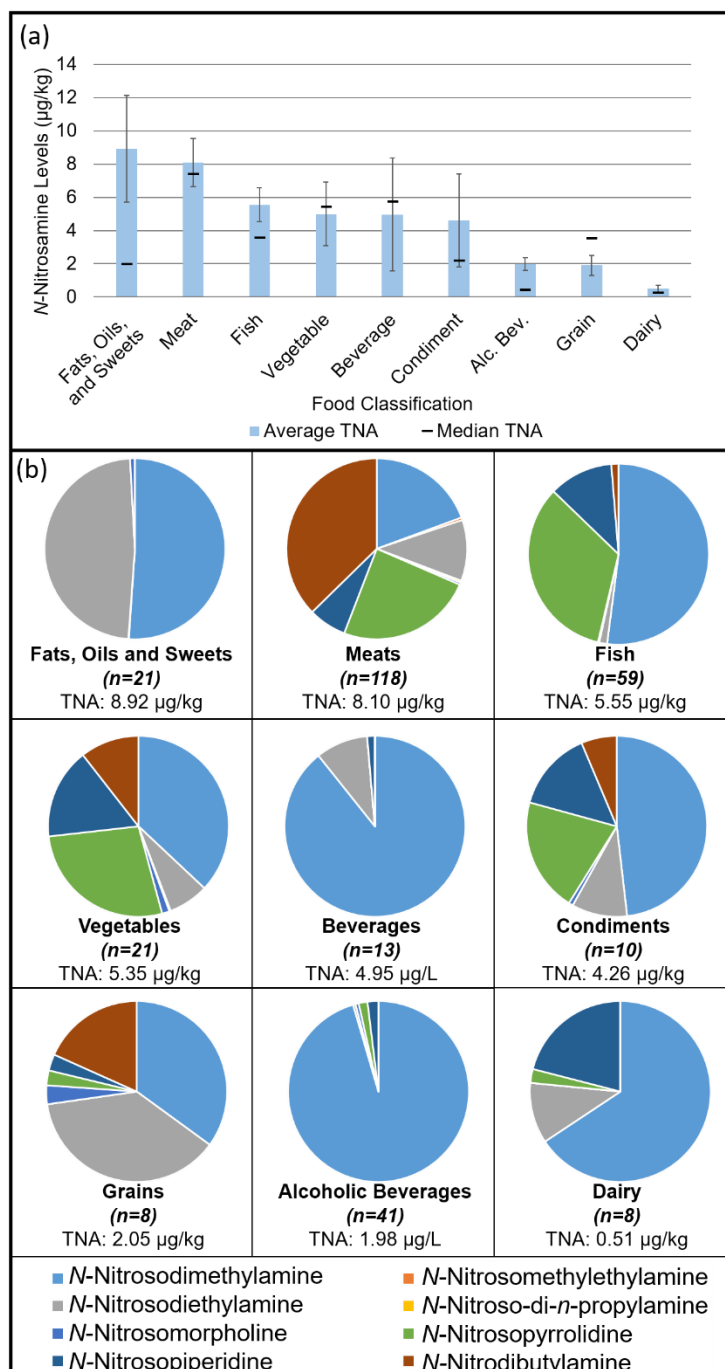 (a)
14
12
10
8
6
4
2
0
N-Nitrosamine Levels (µg/kg)
Fats, Oils,
and Sweets
Meat
Fish
Vegetable
Beverage
Condiment
Alc. Bev.
Grain
Dairy
Food Classification
Average TNA
Median TNA
(b)
Fats, Oils and Sweets
(n=21)
TNA: 8.92 µg/kg
Meats
(n=118)
TNA: 8.10 µg/kg
Fish
(n=59)
TNA: 5.55 µg/kg
Vegetables
(n=21)
TNA: 5.35 µg/kg
Beverages
(n=13)
TNA: 4.95 µg/L
Condiments
(n=10)
TNA: 4.26 µg/kg
Grains
(n=8)
TNA: 2.05 µg/kg
Alcoholic Beverages
(n=41)
TNA: 1.98 µg/L
Dairy
(n=8)
TNA: 0.51 µg/kg
N-Nitrosodimethylamine
N-Nitrosomethylethylamine
N-Nitrosodiethylamine
N-Nitroso-di-n-propylamine
N-Nitrosomorpholine
N-Nitrosopyrrolidine
N-Nitrosopiperidine
N-Nitrodibutylamine